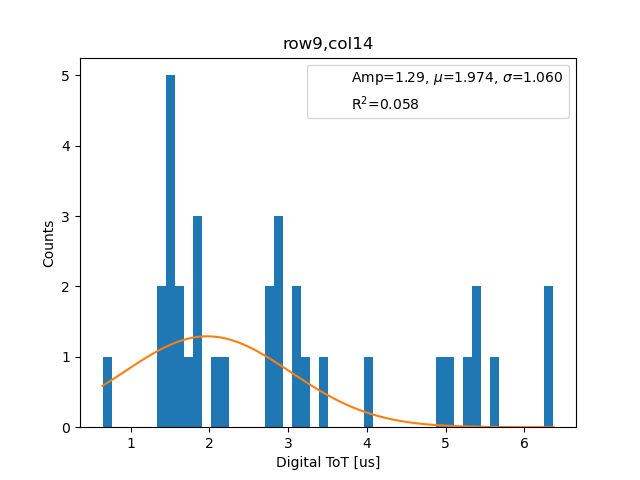 row9,col14
Amp=1.29, μ=1.974, σ=1.060
R²=0.058
Counts
5
4
3
2
1
0
1 2 3 4 5 6
Digital ToT [us]